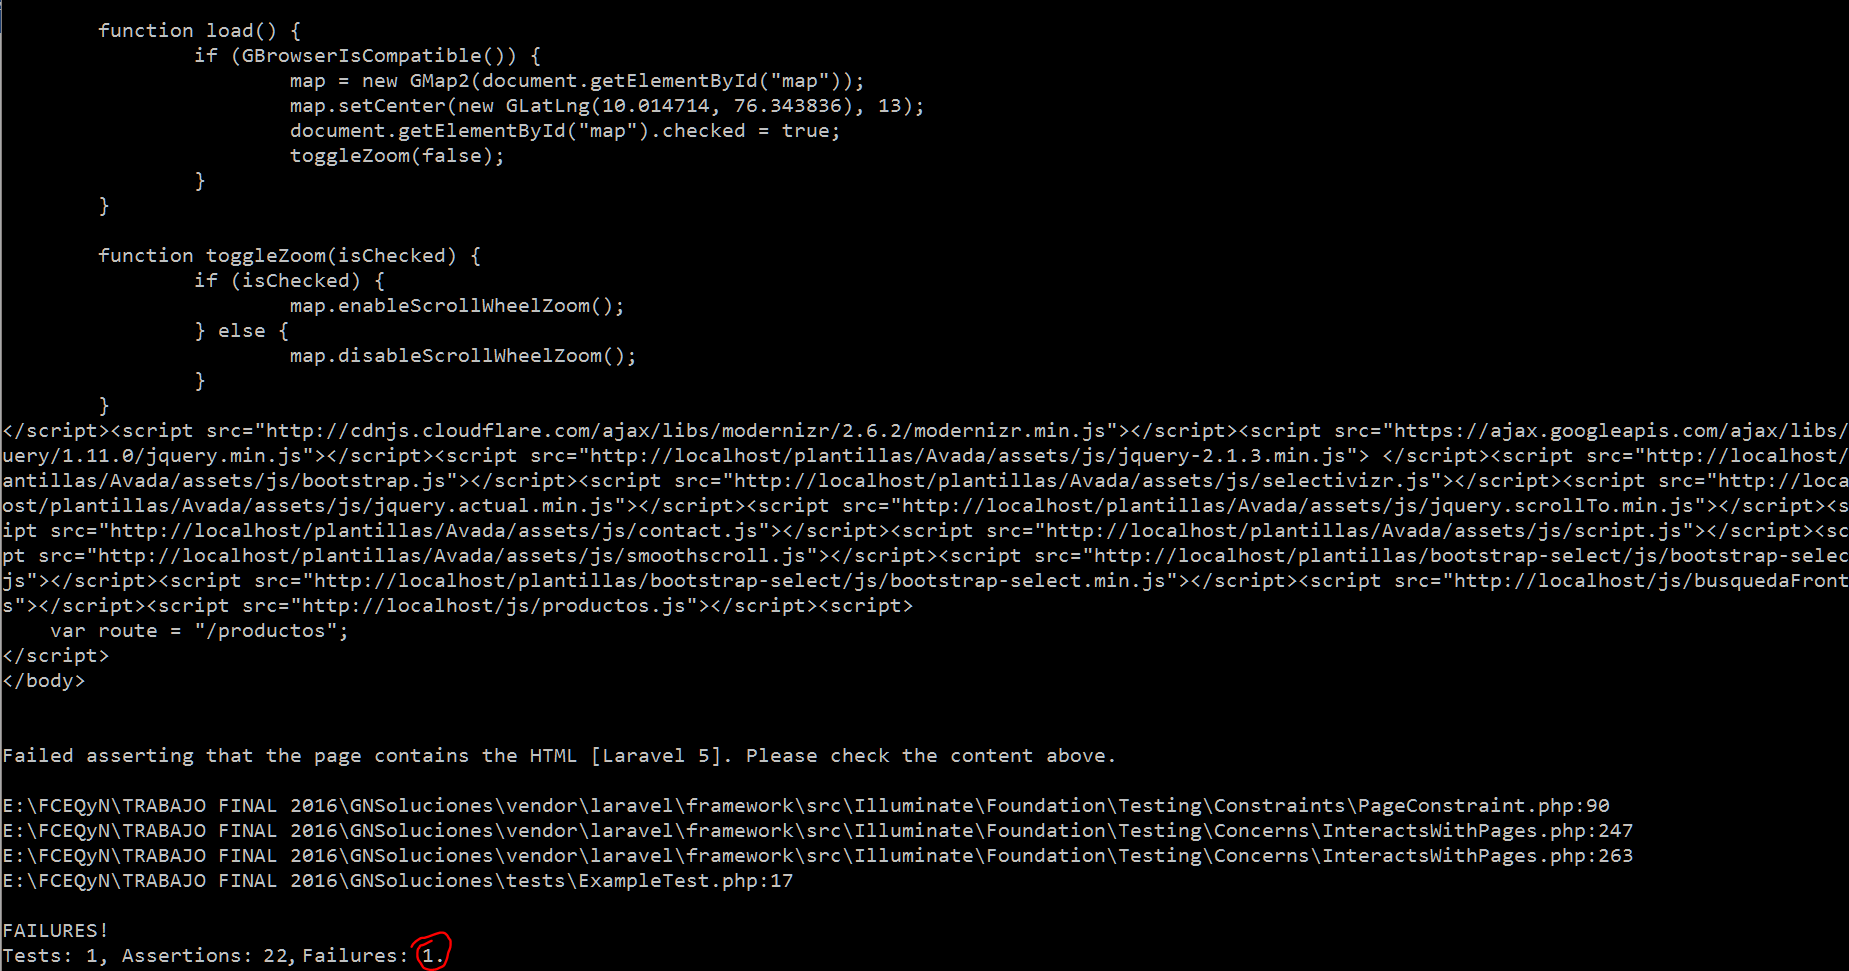 function load() {
if (GBrowserIsCompatible()) {
map = new GMap2(document.getElementById("map"));
map.setCenter(new GLatLng(10.014714, 76.343836), 13);
document.getElementById("map").checked = true;
toggleZoom(false);
}
}
function toggleZoom(isChecked) {
if (isChecked) {
map.enableScrollWheelZoom();
} else {
map.disableScrollWheelZoom();
}
}
</script><script src="http://cdnjs.cloudflare.com/ajax/libs/modernizr/2.6.2/modernizr.min.js"></script><script src="https://ajax.googleapis.com/ajax/libs/
uery/1.11.0/jquery.min.js"></script><script src="http://localhost/plantillas/Avada/assets/js/jquery-2.1.3.min.js"> </script><script src="http://localhost/
antillas/Avada/assets/js/bootstrap.js"></script><script src="http://localhost/plantillas/Avada/assets/js/selectivizr.js"></script><script src="http://loca
ost/plantillas/Avada/assets/js/jquery.actual.min.js"></script><script src="http://localhost/plantillas/Avada/assets/js/jquery.scrollTo.min.js"></script><s
ipt src="http://localhost/plantillas/Avada/assets/js/contact.js"></script><script src="http://localhost/plantillas/Avada/assets/js/script.js"></script><sc
pt src="http://localhost/plantillas/Avada/assets/js/smoothscroll.js"></script><script src="http://localhost/plantillas/bootstrap-select/js/bootstrap-selec
js"></script><script src="http://localhost/plantillas/bootstrap-select/js/bootstrap-select.min.js"></script><script src="http://localhost/js/busquedaFront
s"></script><script src="http://localhost/js/productos.js"></script><script>
var route = "/productos";
</script>
</body>
Failed asserting that the page contains the HTML [Laravel 5]. Please check the content above.
E:\FCEQyN\TRABAJO FINAL 2016\GNSoluciones\vendor\laravel\framework\src\Illuminate\Foundation\Testing\Constraints\PageConstraint.php:90
E:\FCEQyN\TRABAJO FINAL 2016\GNSoluciones\vendor\laravel\framework\src\Illuminate\Foundation\Testing\Concerns\InteractsWithPages.php:247
E:\FCEQyN\TRABAJO FINAL 2016\GNSoluciones\vendor\laravel\framework\src\Illuminate\Foundation\Testing\Concerns\InteractsWithPages.php:263
E:\FCEQyN\TRABAJO FINAL 2016\GNSoluciones\tests\ExampleTest.php:17
FAILURES!
Tests: 1, Assertions: 22, Failures: 1.